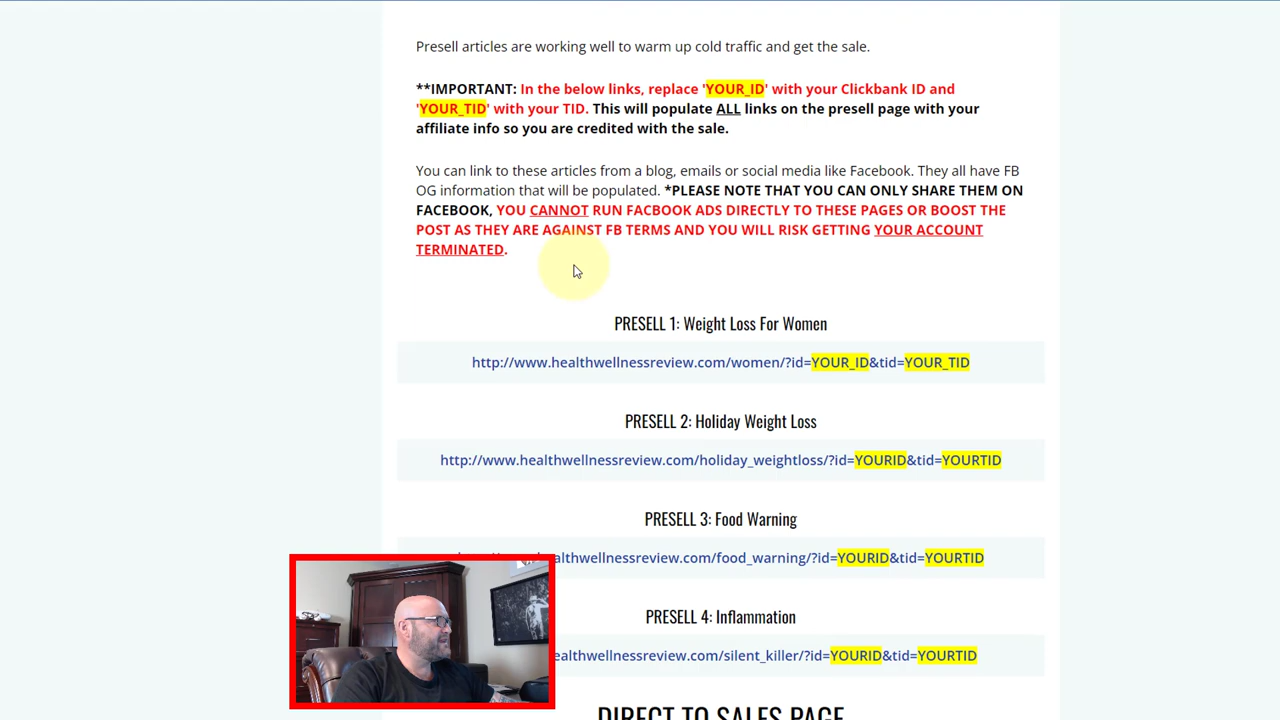 Presell articles are working well to warm up cold traffic and get the sale.
**IMPORTANT: In the below links, replace 'YOUR_ID' with your Clickbank ID and
'YOUR_TID' with your TID. This will populate ALL links on the presell page with your
affiliate info so you are credited with the sale.
You can link to these articles from a blog, emails or social media like Facebook. They all have FB
OG information that will be populated. *PLEASE NOTE THAT YOU CAN ONLY SHARE THEM ON
FACEBOOK, YOU CANNOT RUN FACBOOK ADS DIRECTLY TO THESE PAGES OR BOOST THE
POST AS THEY ARE AGAINST FB TERMS AND YOU WILL RISK GETTING YOUR ACCOUNT
TERMINATED.
PRESELL 1: Weight Loss For Women
http://www.healthwellnessreview.com/women/?id=YOUR_ID&tid=YOUR_TID
PRESELL 2: Holiday Weight Loss
http://www.healthwellnessreview.com/holiday_weightloss/?id=YOURID&tid=YOURTID
PRESELL 3: Food Warning
althwellnessreview.com/food_warning/?id=YOURID&tid=YOURTID
PRESELL 4: Inflammation
ealthwellnessreview.com/silent_killer/?id=YOURID&tid=YOURTID
DIRECT TO SALES PAGE